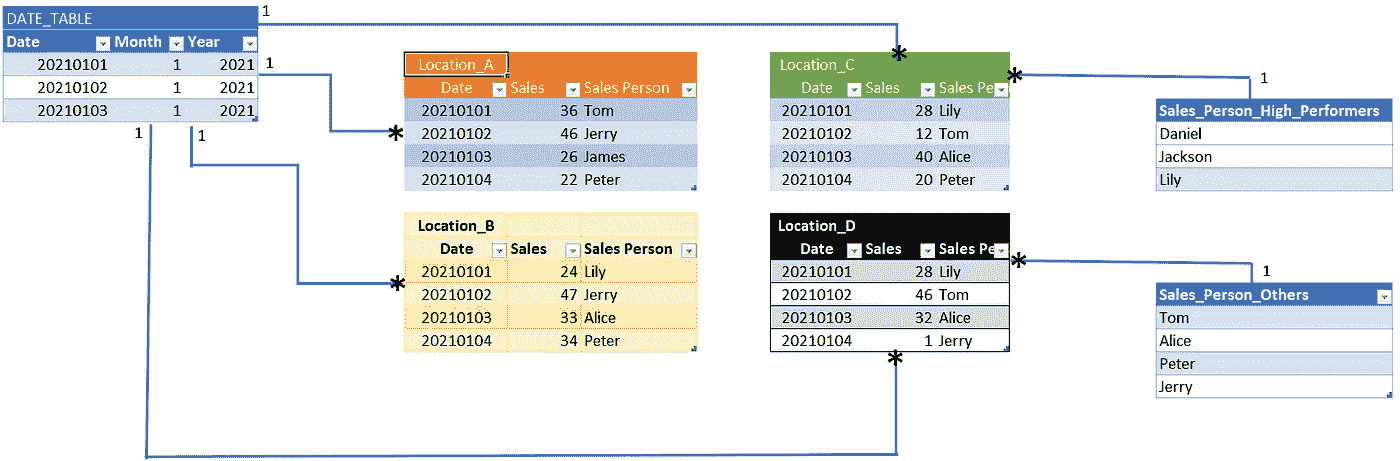 DATE_TABLE
Date Month Year
20210101 1 2021
20210102 1 2021
20210103 1 2021
1
1
1
1
Location_A
Date Sales Sales Person
20210101 36 Tom
20210102 46 Jerry
20210103 26 James
20210104 22 Peter
*
Location_B
Date Sales Sales Person
20210101 24 Lily
20210102 47 Jerry
20210103 33 Alice
20210104 34 Peter
*
*
Location_C
Date Sales Sales Pe
20210101 28 Lily
20210102 12 Tom
20210103 40 Alice
20210104 20 Peter
*
1
Sales_Person_High_Performers
Daniel
Jackson
Lily
Location_D
Date Sales Sales Pe
20210101 28 Lily
20210102 46 Tom
20210103 32 Alice
20210104 1 Jerry
*
*
1
Sales_Person_Others
Tom
Alice
Peter
Jerry